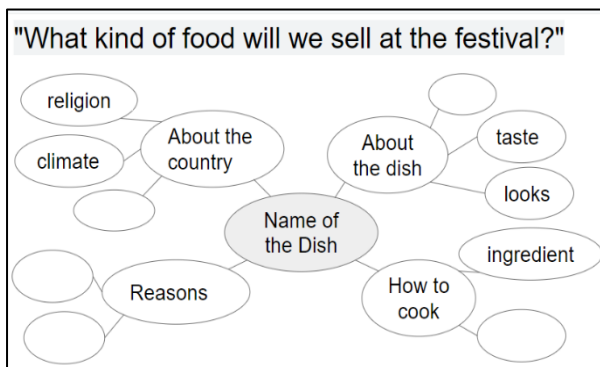 "What kind of food will we sell at the festival?"
religion
climate
About the
country
About
the dish
taste
looks
Name of
the Dish
Reasons
How to
cook
ingredient